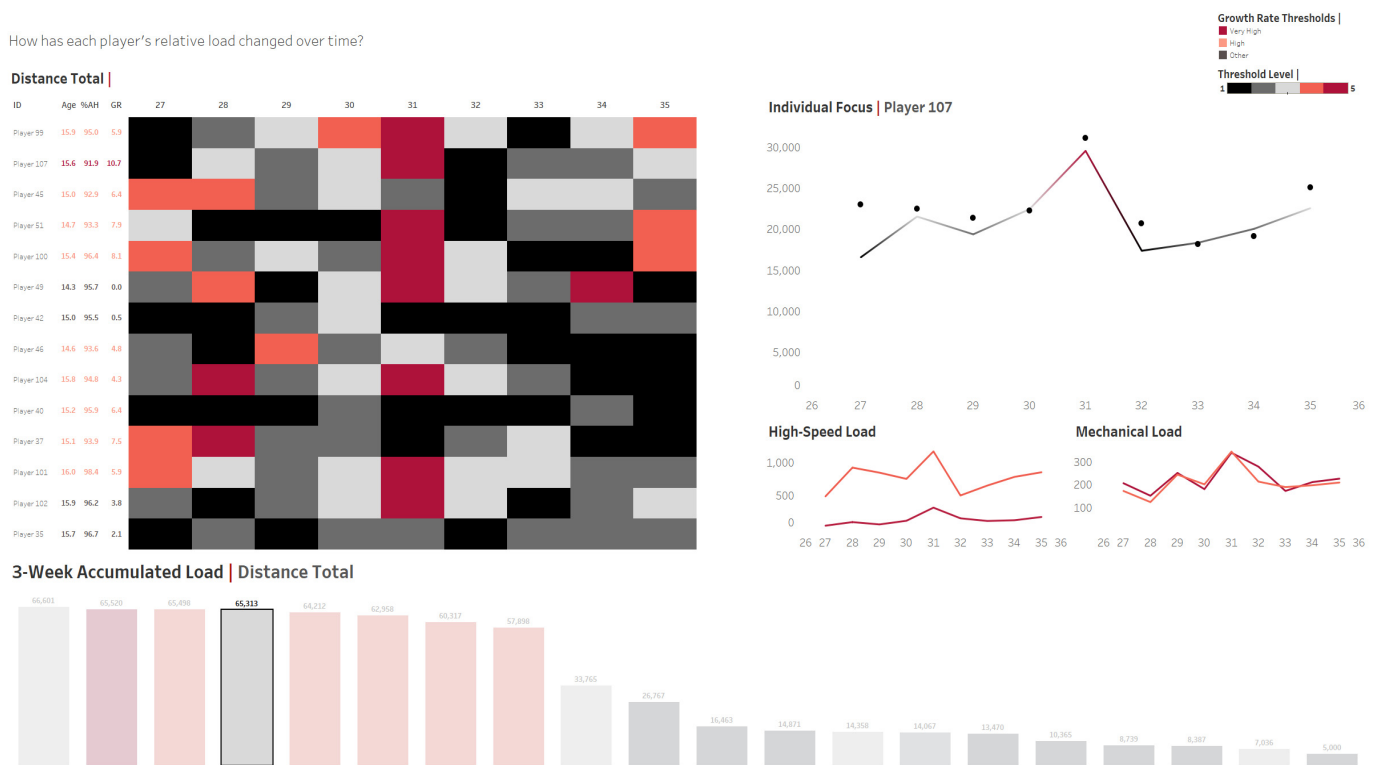 How has each player's relative load changed over time?
Growth Rate Thresholds |
Very High
High
Other
Threshold Level |
1 5
Distance Total |
ID Age %AH GR 27 28 29 30 31 32 33 34 35
Player 99 15.9 95.0 5.9
Player 107 15.6 91.9 10.7
Player 45 15.0 92.9 6.4
Player 51 14.7 93.3 7.9
Player 100 15.4 96.4 8.1
Player 49 14.3 95.7 0.0
Player 42 15.0 95.5 0.5
Player 46 14.6 93.6 4.8
Player 104 15.8 94.8 4.3
Player 40 15.2 95.9 6.4
Player 37 15.1 93.9 7.5
Player 101 16.0 98.4 5.9
Player 102 15.9 96.2 3.8
Player 35 15.7 96.7 2.1
Individual Focus | Player 107
30,000
25,000
20,000
15,000
10,000
5,000
0
26 27 28 29 30 31 32 33 34 35 36
High-Speed Load
1,000
500
0
26 27 28 29 30 31 32 33 34 35 36
Mechanical Load
300
200
100
26 27 28 29 30 31 32 33 34 35 36
3-Week Accumulated Load | Distance Total
66,601 65,520 65,498 65,313 64,212 62,958 60,317 57,898 33,765 26,767 16,463 14,871 14,358 14,067 13,470 10,365 8,739 8,387 7,036 5,000